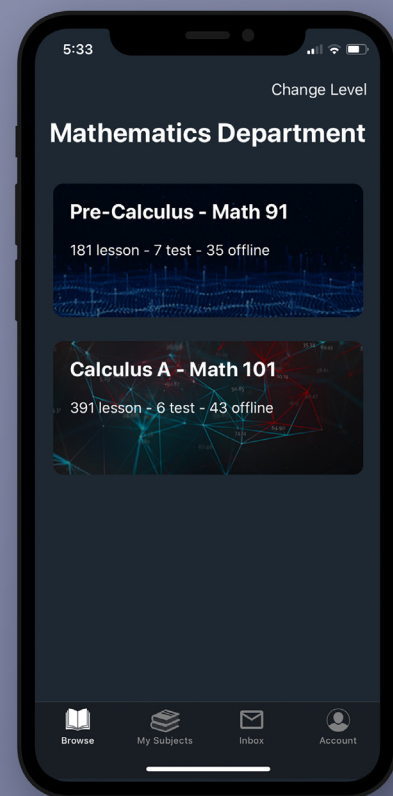 5:33
Change Level
Mathematics Department
Pre-Calculus - Math 91
181 lesson - 7 test - 35 offline
Calculus A - Math 101
391 lesson - 6 test - 43 offline
Browse
My Subjects
Inbox
Account